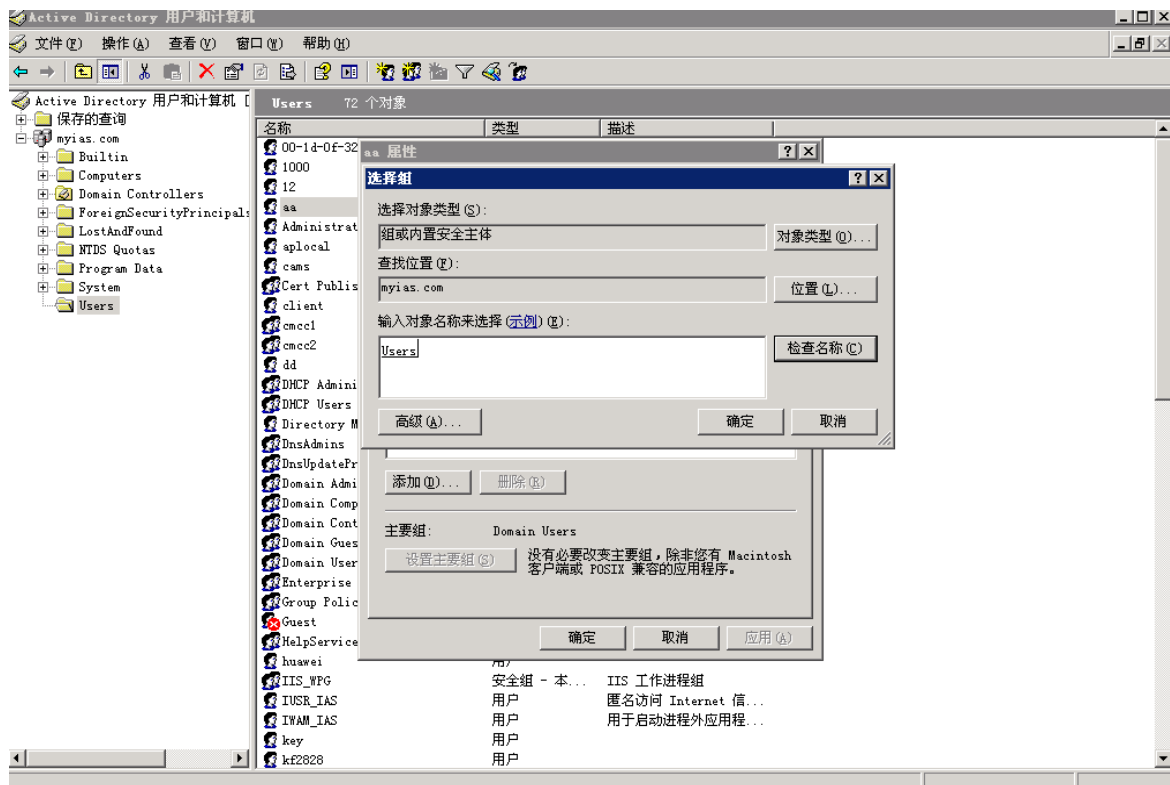 Active Directory 用户和计算机
文件(F) 操作(A) 查看(V) 窗口(W) 帮助(H)
Active Directory 用户和计算机 [
保存的查询
myias.com
Builtin
Computers
Domain Controllers
ForeignSecurityPrincipals
LostAndFound
NTDS Quotas
Program Data
System
Users
Users 72 个对象
名称 类型 描述
00-1d-0f-32
1000
12
aa
Administrat
aplocal
cams
Cert Publis
client
cmcc1
cmcc2
dd
DHCP Admini
DHCP Users
Directory M
DnsAdmins
DnsUpdatePr
Domain Admi
Domain Comp
Domain Cont
Domain Gues
Domain User
Enterprise
Group Polic
Guest
HelpService
huawei 用户
IIS_WPG 安全组 - 本... IIS 工作进程组
IUSR_IAS 用户 匿名访问 Internet 信...
IWAM_IAS 用户 用于启动进程外应用程...
key 用户
kf2828 用户
aa 属性
选择组
选择对象类型(S):
组或内置安全主体 对象类型(O)...
查找位置(F):
myias.com 位置(L)...
输入对象名称来选择(示例)(E):
Users 检查名称(C)
高级(A)... 确定 取消
添加(D)... 删除(R)
主要组: Domain Users
设置主要组(S) 没有必要改变主要组，除非您有 Macintosh
客户端或 POSIX 兼容的应用程序。
确定 取消 应用(A)